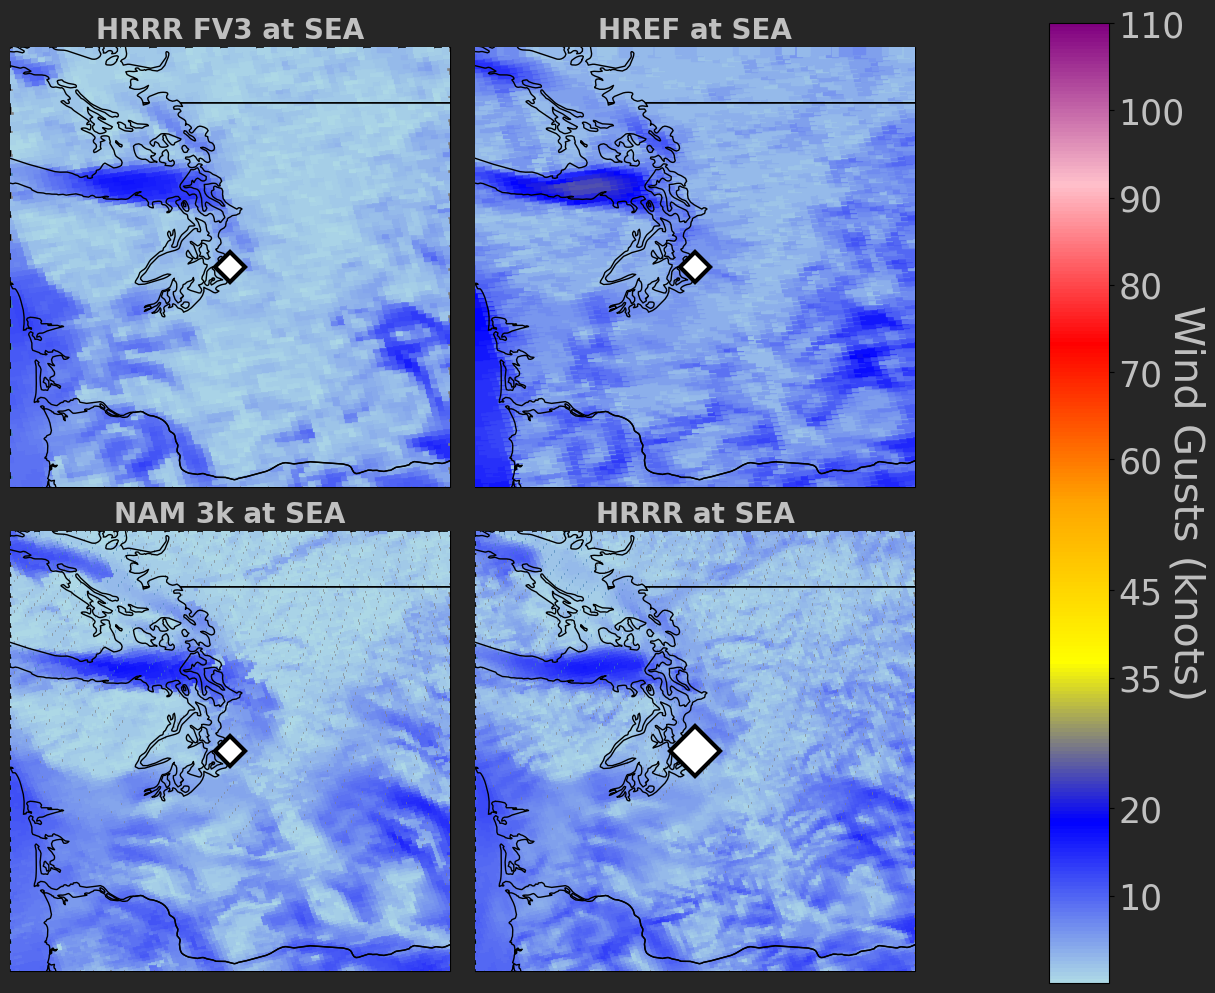 HRRR FV3 at SEA
HREF at SEA
NAM 3k at SEA
HRRR at SEA
110
100
90
80
70
60
45
35
20
10
Wind Gusts (knots)